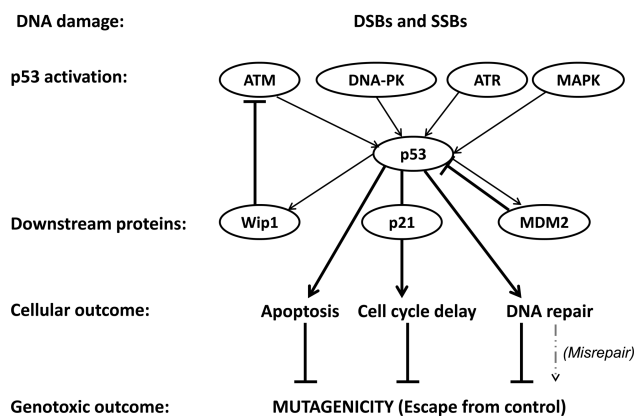 DNA damage: DSBs and SSBs
p53 activation: ATM DNA-PK ATR MAPK
p53
Downstream proteins: Wip1 p21 MDM2
Cellular outcome: Apoptosis Cell cycle delay DNA repair
(Misrepair)
Genotoxic outcome: MUTAGENICITY (Escape from control)